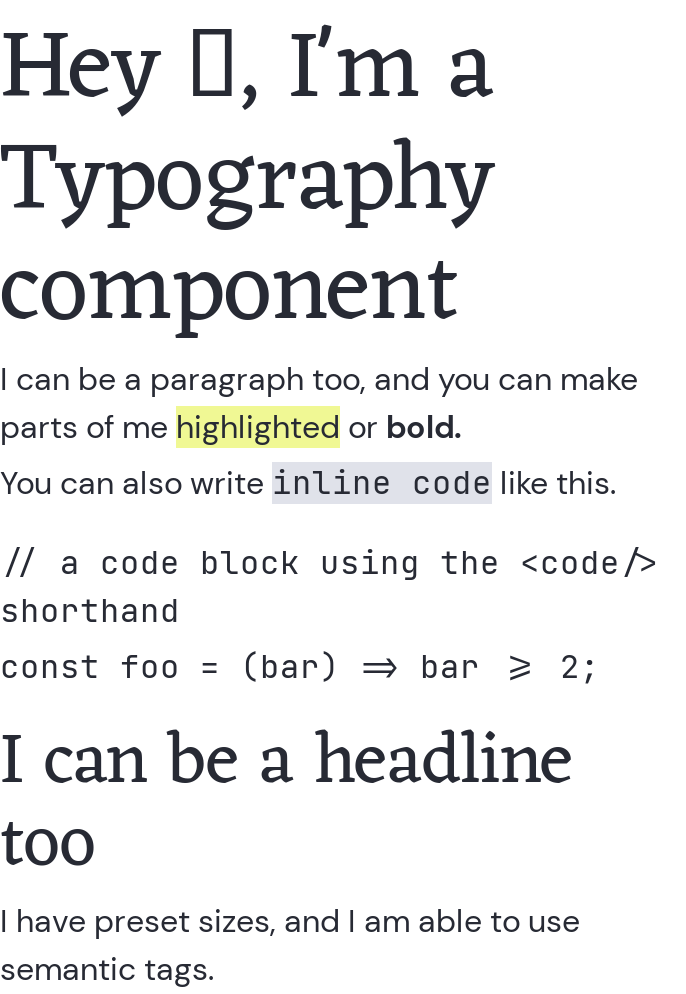 Hey ▯, I'm a
Typography
component
I can be a paragraph too, and you can make
parts of me highlighted or bold.
You can also write inline code like this.
// a code block using the <code/>
shorthand
const foo = (bar) => bar >= 2;
I can be a headline
too
I have preset sizes, and I am able to use
semantic tags.